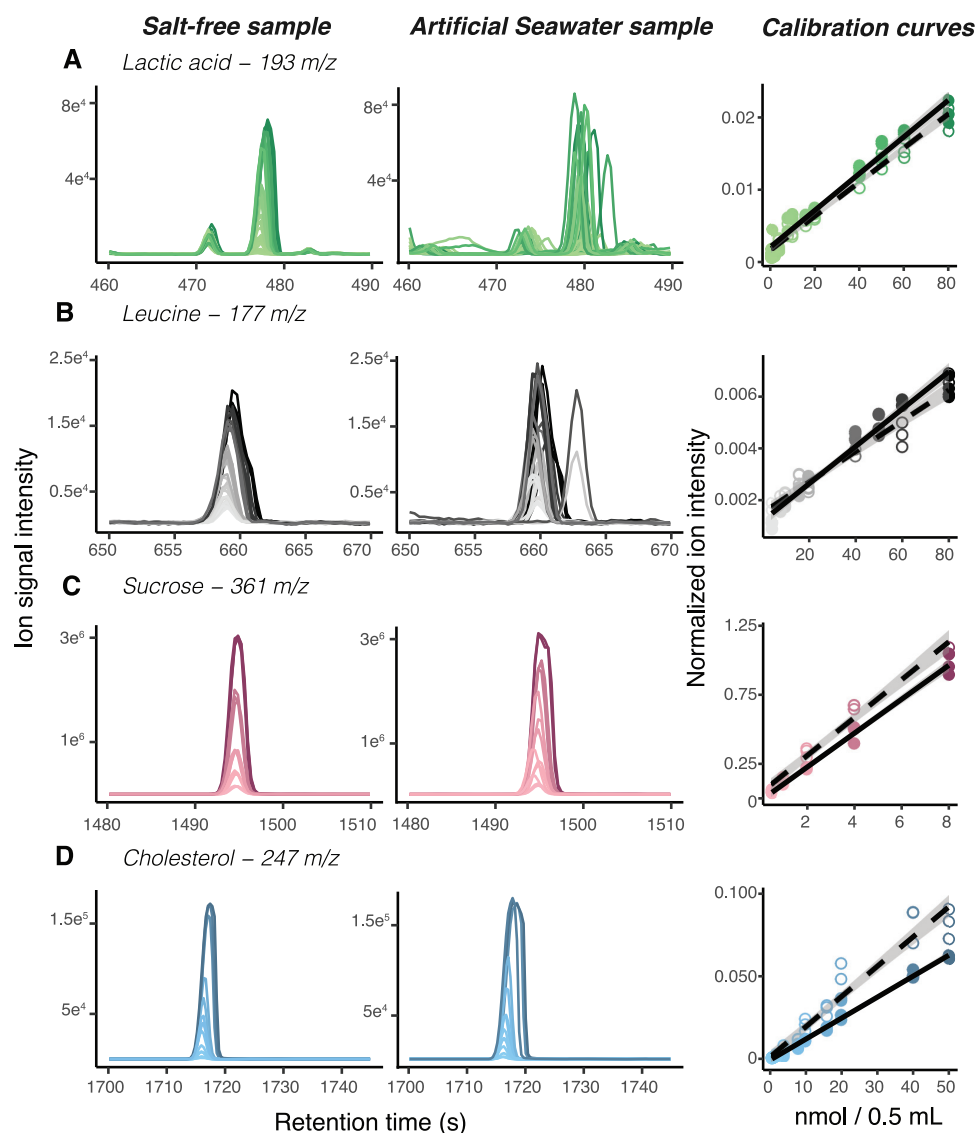 Salt-free sample Artificial Seawater sample Calibration curves
A Lactic acid – 193 m/z
8e⁴ 8e⁴ 0.02
4e⁴ 4e⁴ 0.01
0
460 470 480 490 460 470 480 490 0 20 40 60 80
B Leucine – 177 m/z
2.5e⁴ 2.5e⁴ 0.006
1.5e⁴ 1.5e⁴ 0.004
0.5e⁴ 0.5e⁴ 0.002
650 655 660 665 670 650 655 660 665 670 20 40 60 80
Ion signal intensity
Normalized ion intensity
C Sucrose – 361 m/z
3e⁶ 3e⁶ 1.25
0.75
1e⁶ 1e⁶ 0.25
0
1480 1490 1500 1510 1480 1490 1500 1510 2 4 6 8
D Cholesterol – 247 m/z
1.5e⁵ 1.5e⁵ 0.100
0.050
5e⁴ 5e⁴ 0
1700 1710 1720 1730 1740 1700 1710 1720 1730 1740 0 10 20 30 40 50
Retention time (s) nmol / 0.5 mL